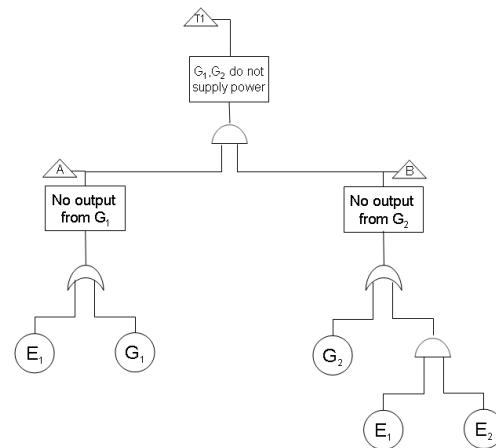 T1
G₁,G₂ do not
supply power
A
B
No output
from G₁
No output
from G₂
E₁
G₁
G₂
E₁
E₂